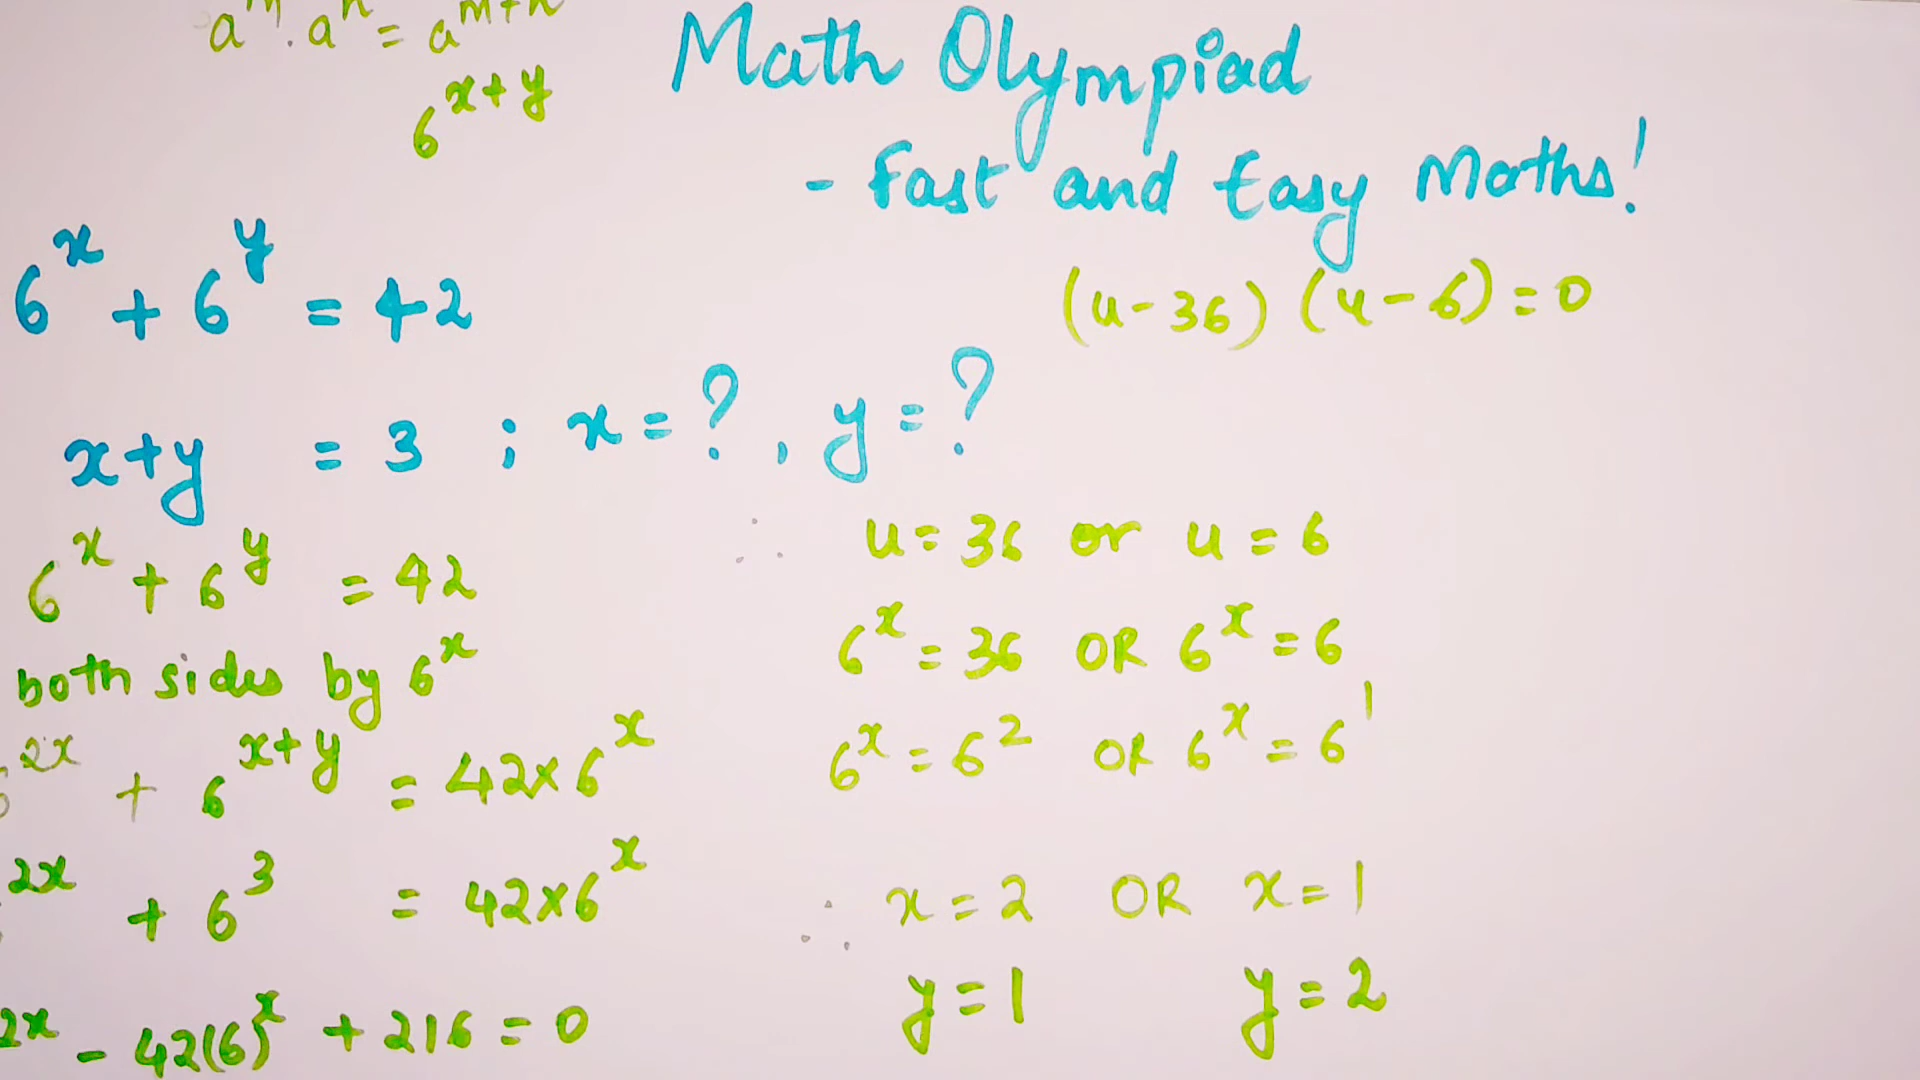 a^m . a^n = a^(m+n)
6^(x+y)
Math Olympiad
- Fast and Easy Maths!
6^x + 6^y = 42
x+y = 3 ; x = ? , y = ?
6^x + 6^y = 42
both sides by 6^x
6^(2x) + 6^(x+y) = 42×6^x
2x + 6^3 = 42×6^x
2x - 42(6)^x + 216 = 0
(u-36) (u-6) = 0
∴ u = 36 or u = 6
6^x = 36 OR 6^x = 6
6^x = 6^2 OR 6^x = 6^1
∴ x = 2 OR x = 1
y = 1 y = 2